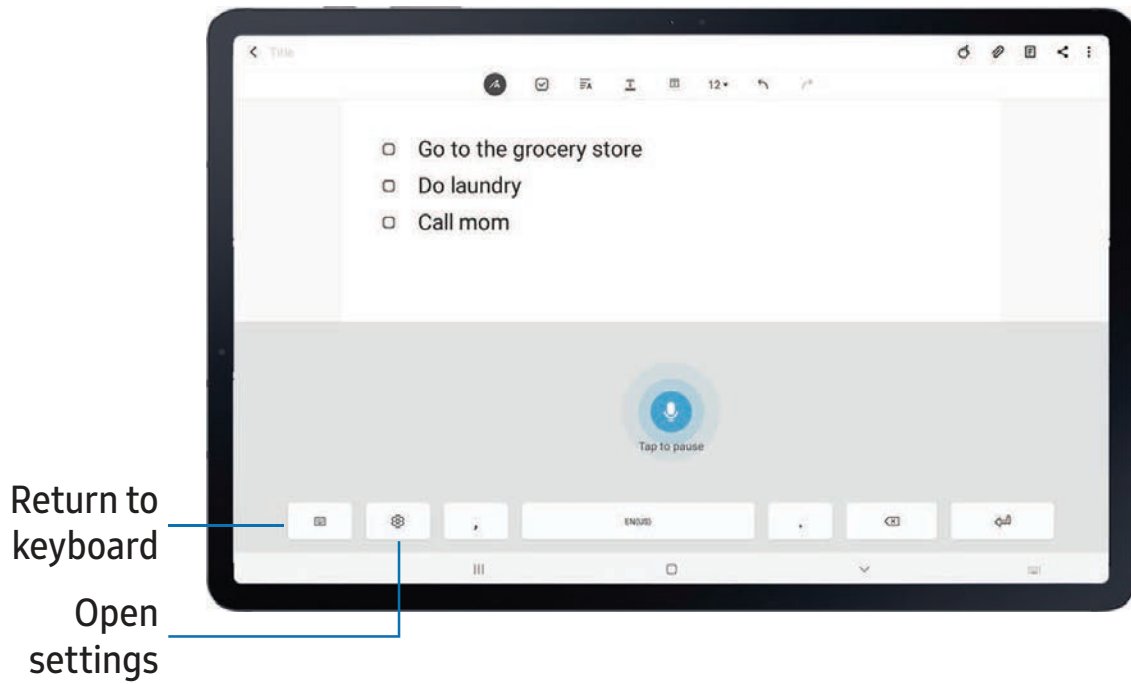 Title
12
Go to the grocery store
Do laundry
Call mom
Tap to pause
, EN(US) .
Return to
keyboard
Open
settings